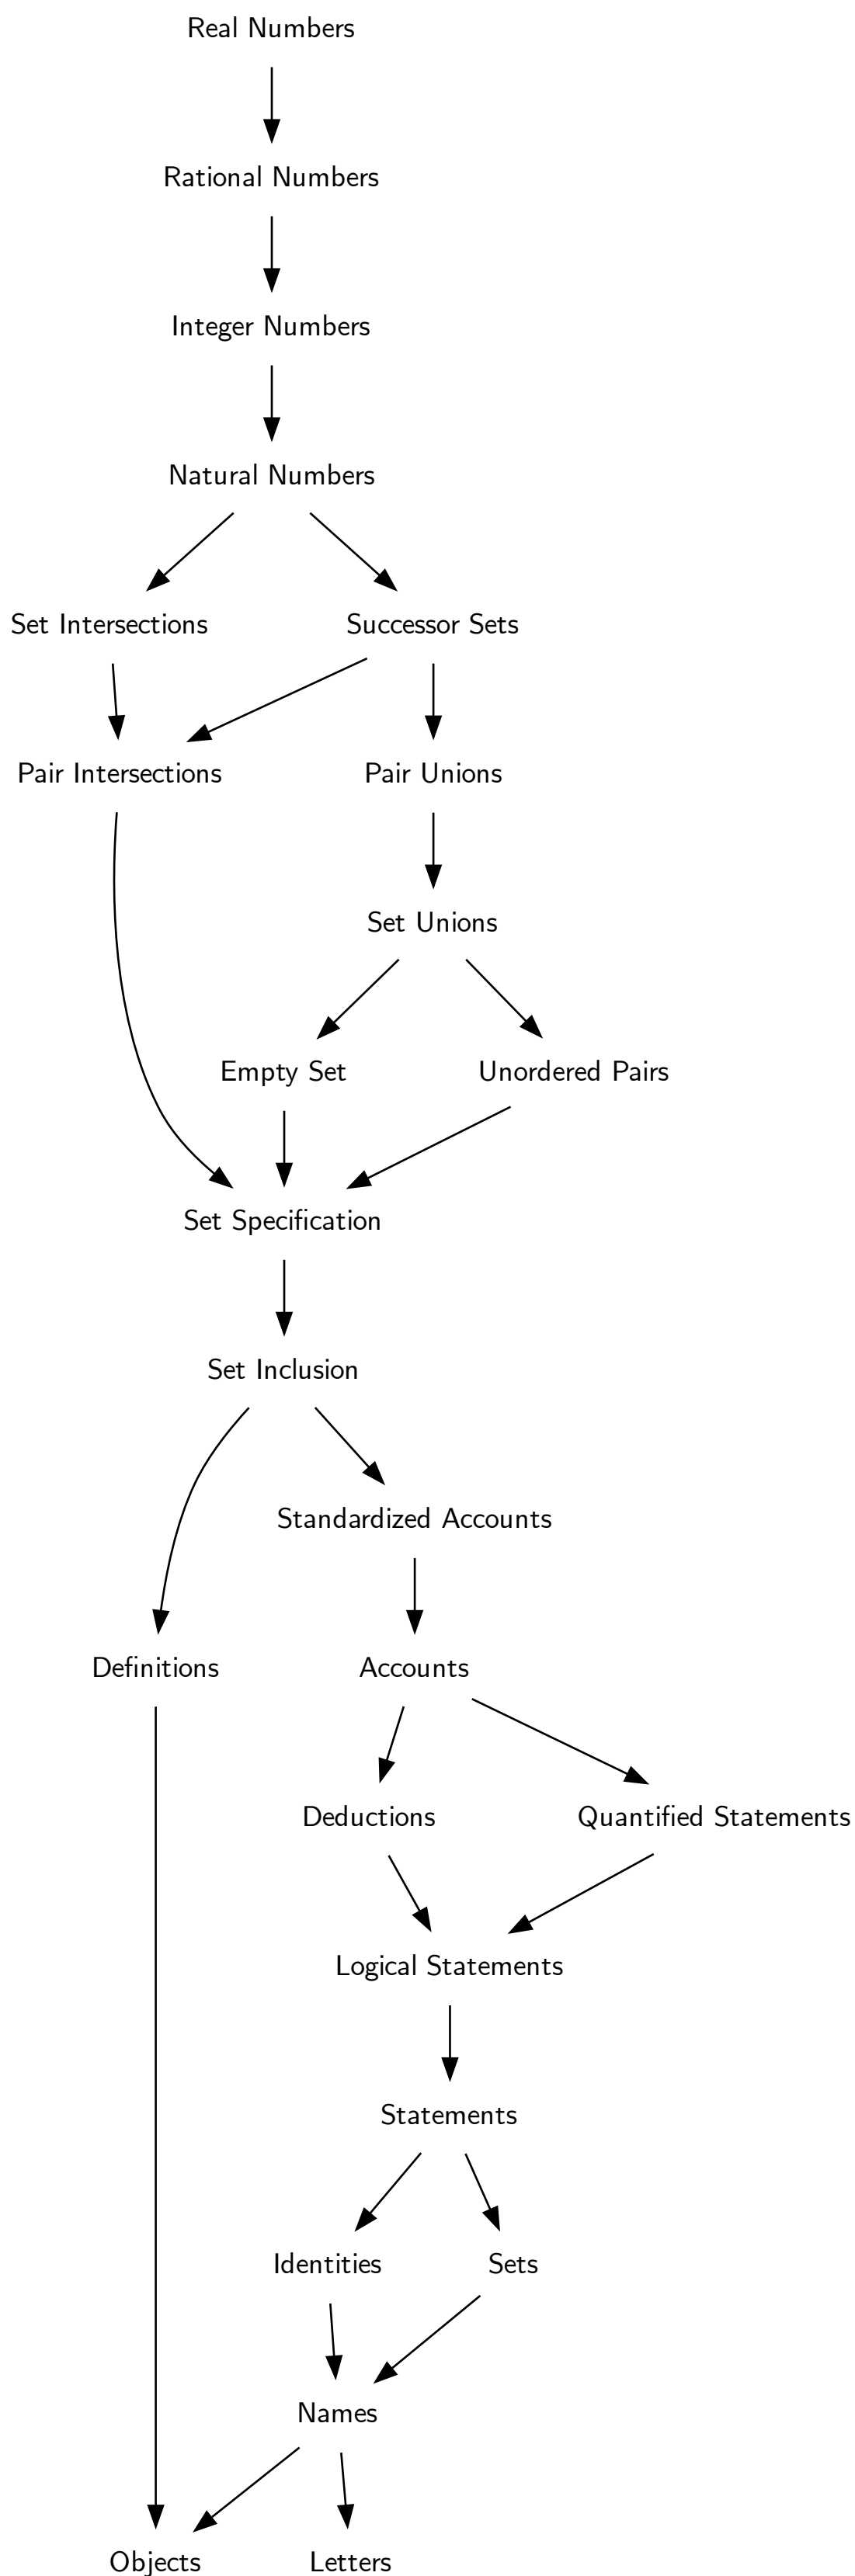 Real Numbers
Rational Numbers
Integer Numbers
Natural Numbers
Set Intersections
Successor Sets
Pair Intersections
Pair Unions
Set Unions
Empty Set
Unordered Pairs
Set Specification
Set Inclusion
Standardized Accounts
Definitions
Accounts
Deductions
Quantified Statements
Logical Statements
Statements
Identities
Sets
Names
Objects
Letters